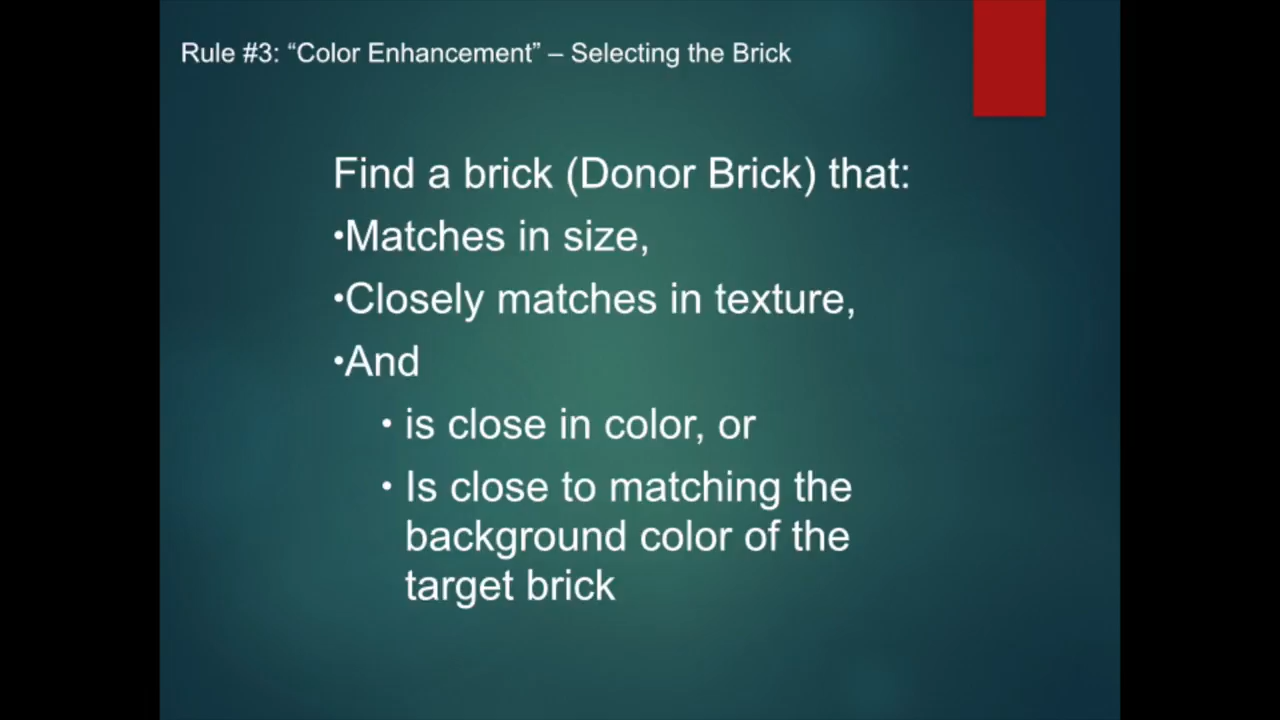 Rule #3: “Color Enhancement” – Selecting the Brick
Find a brick (Donor Brick) that:
•Matches in size,
•Closely matches in texture,
•And
• is close in color, or
• Is close to matching the
background color of the
target brick